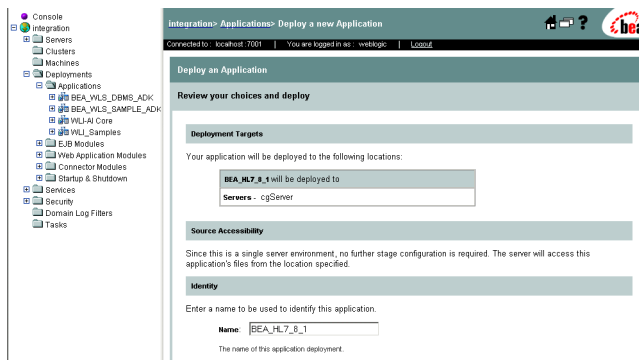 Console
integration
Servers
Clusters
Machines
Deployments
Applications
BEA_WLS_DBMS_ADK
BEA_WLS_SAMPLE_ADK
WLI-AI Core
WLI_Samples
EJB Modules
Web Application Modules
Connector Modules
Startup & Shutdown
Services
Security
Domain Log Filters
Tasks
integration> Applications> Deploy a new Application
?
bea
Connected to : localhost :7001 | You are logged in as : weblogic | Logout
Deploy an Application
Review your choices and deploy
Deployment Targets
Your application will be deployed to the following locations:
BEA_HL7_8_1 will be deployed to
Servers - cgServer
Source Accessibility
Since this is a single server environment, no further stage configuration is required. The server will access this
application's files from the location specified.
Identity
Enter a name to be used to identify this application.
Name: BEA_HL7_8_1
The name of this application deployment.